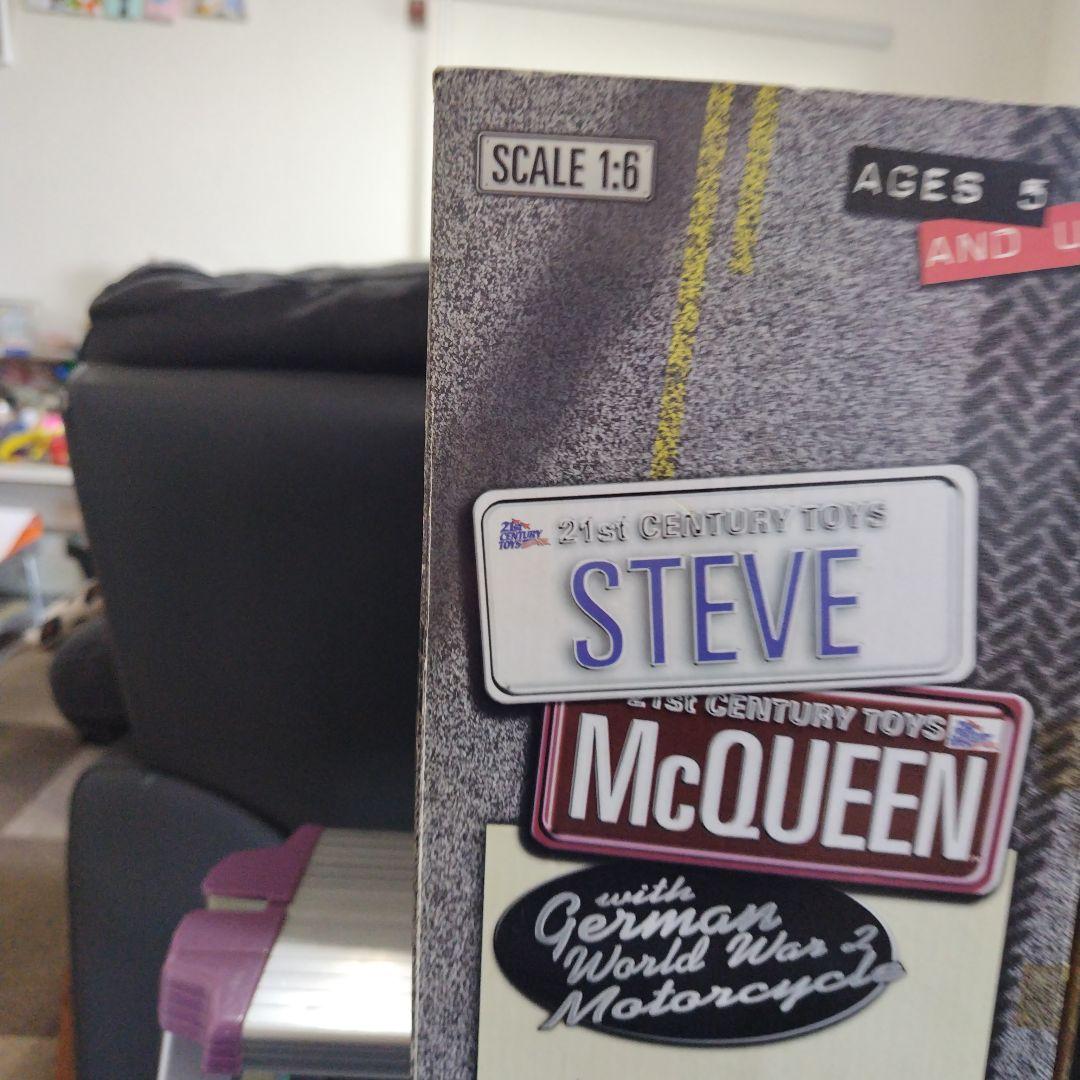 SCALE 1:6
AGES 5
AND U
21st CENTURY TOYS
21st CENTURY TOYS
STEVE
21st CENTURY TOYS
McQUEEN
with
German
World War 2
Motorcycle